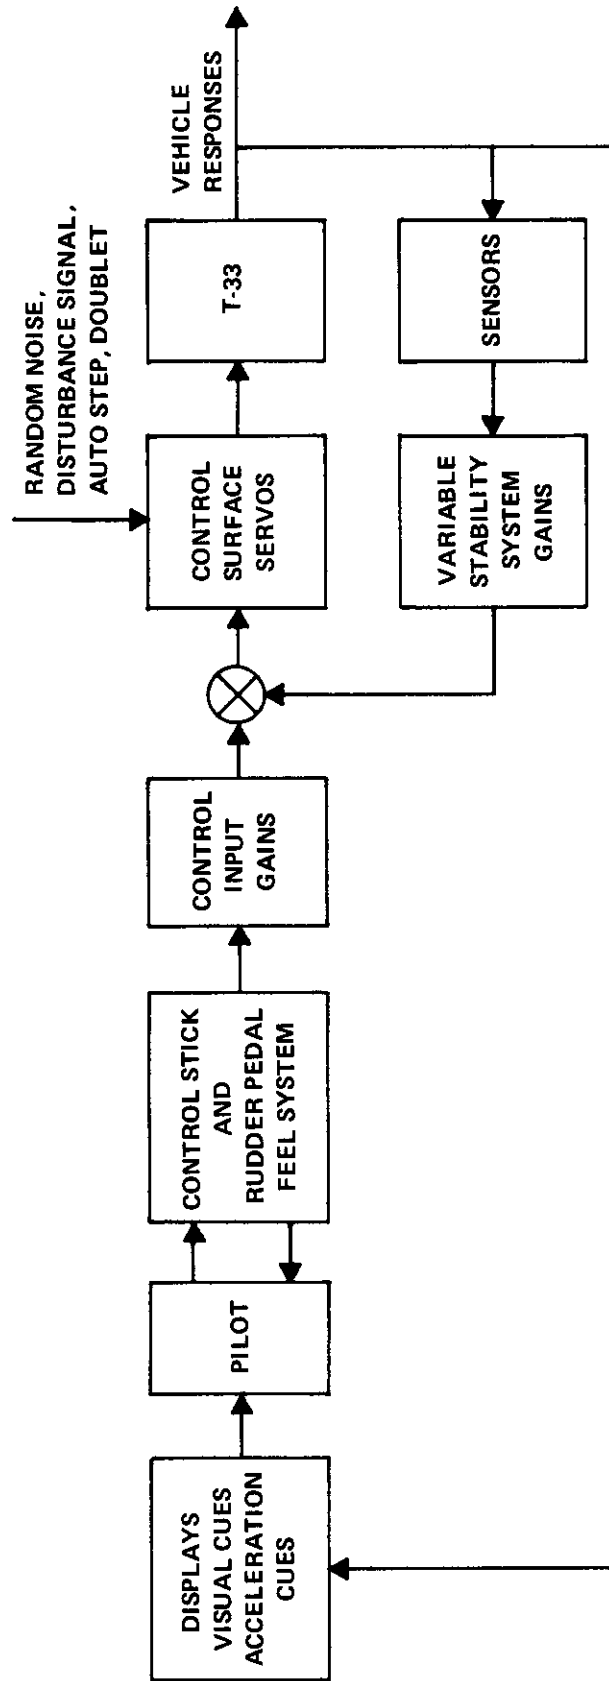 DISPLAYS
VISUAL CUES
ACCELERATION
CUES
PILOT
CONTROL STICK
AND
RUDDER PEDAL
FEEL SYSTEM
CONTROL
INPUT
GAINS
RANDOM NOISE,
DISTURBANCE SIGNAL,
AUTO STEP, DOUBLET
CONTROL
SURFACE
SERVOS
T-33
VEHICLE
RESPONSES
VARIABLE
STABILITY
SYSTEM
GAINS
SENSORS